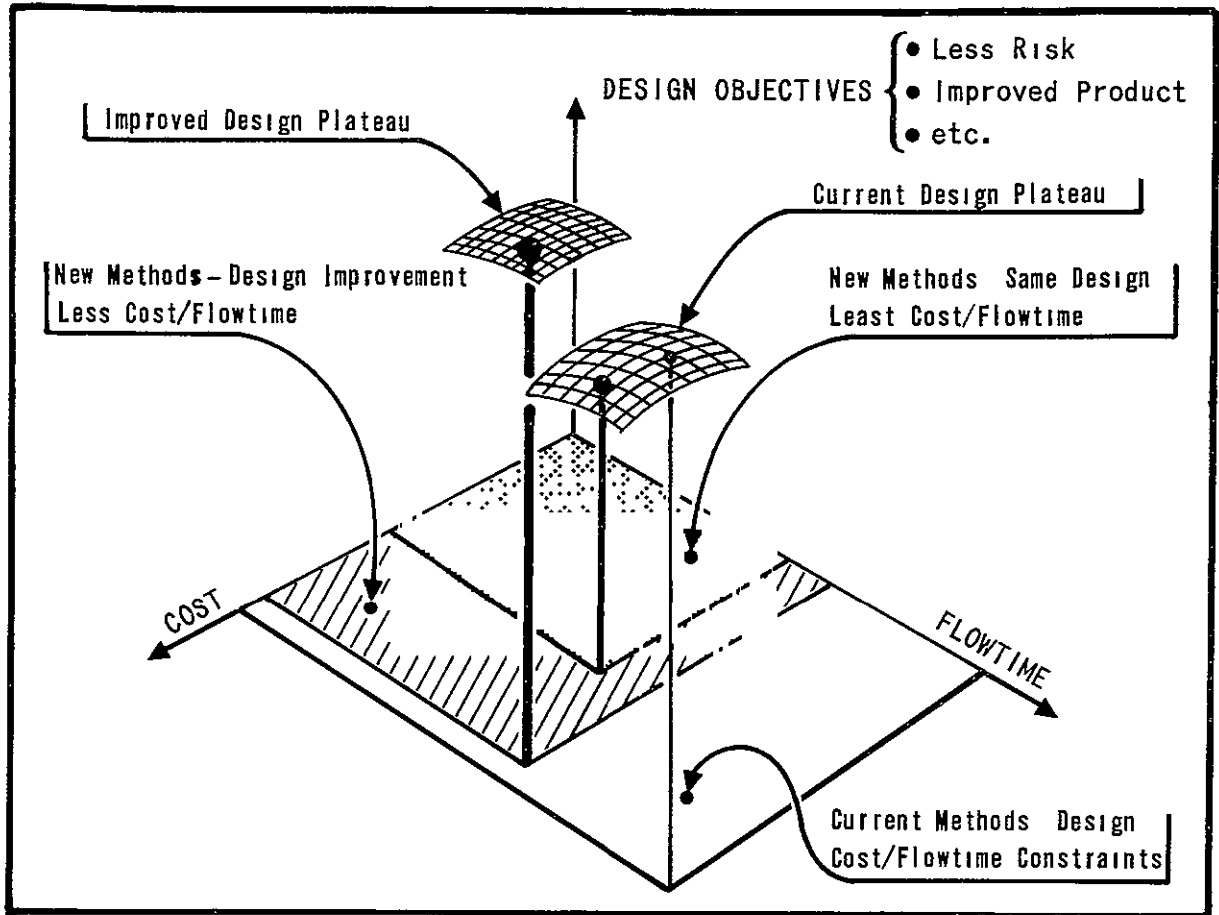 DESIGN OBJECTIVES
• Less Risk
• Improved Product
• etc.
Improved Design Plateau
Current Design Plateau
New Methods – Design Improvement
Less Cost/Flowtime
New Methods Same Design
Least Cost/Flowtime
COST
FLOWTIME
Current Methods Design
Cost/Flowtime Constraints